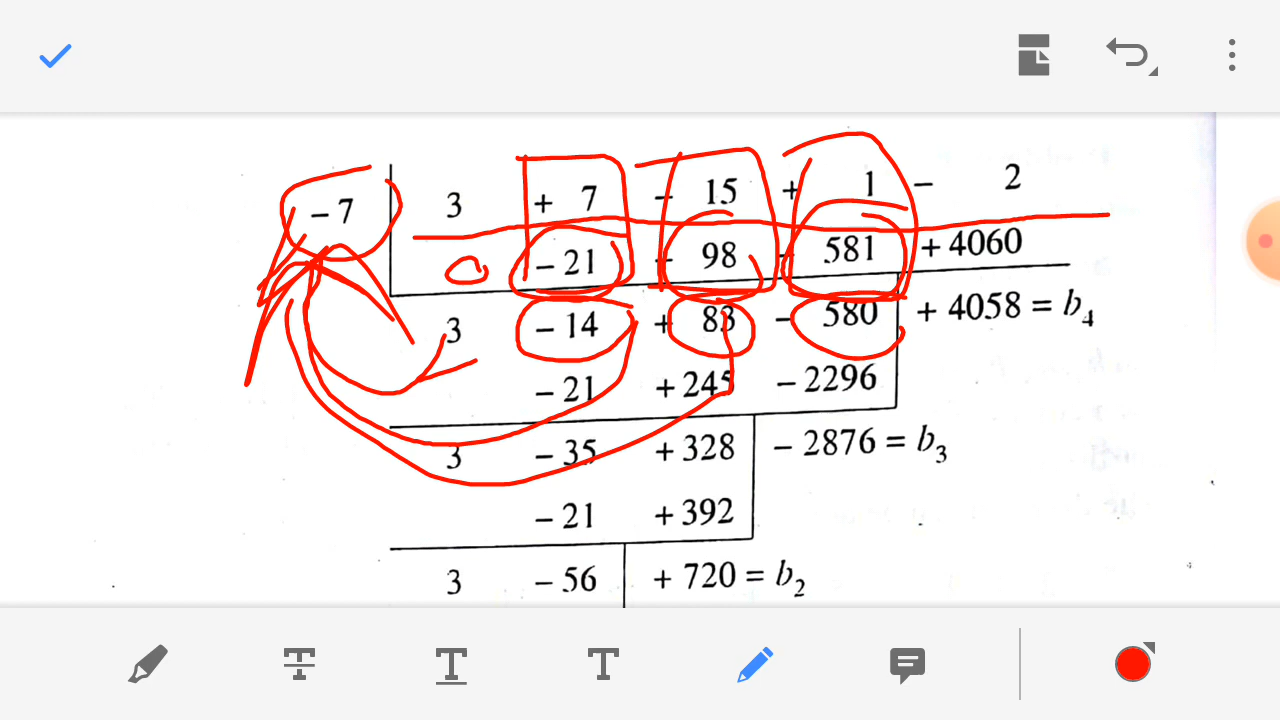 - 7 3 + 7 - 15 + 1 - 2
0 - 21 + 98 - 581 + 4060
3 - 14 + 83 - 580 + 4058 = b₄
- 21 + 245 - 2296
3 - 35 + 328 - 2876 = b₃
- 21 + 392
3 - 56 + 720 = b₂